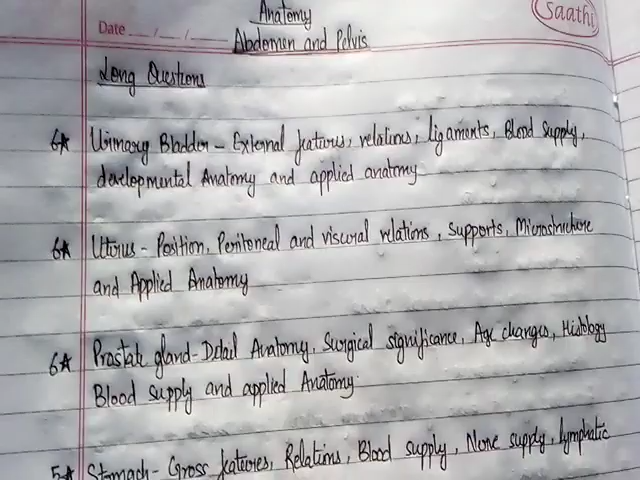 Anatomy
Saathi
Date __/__/__
Abdomen and Pelvis
Long Questions
6★ Urinary Bladder - External features, relations, ligaments, Blood supply,
developmental Anatomy and applied anatomy
6★ Uterus - Position, Peritoneal and visceral relations, supports, Microstructure
and Applied Anatomy
6★ Prostate gland - Detail Anatomy, Surgical significance, Age changes, Histology
Blood supply and applied Anatomy
5★ Stomach - Gross features, Relations, Blood supply, Nerve supply, lymphatic